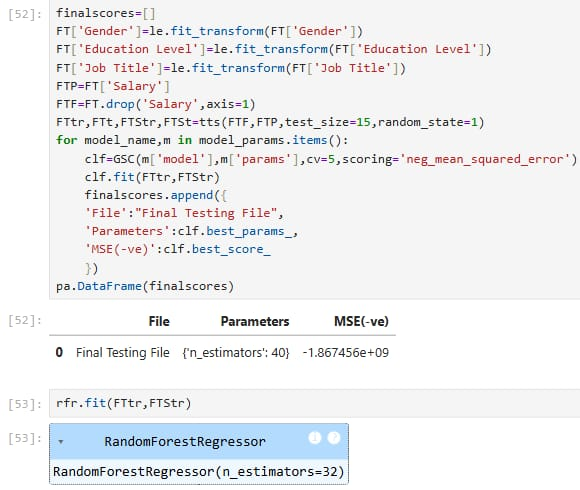 [52]: finalscores=[]
FT['Gender']=le.fit_transform(FT['Gender'])
FT['Education Level']=le.fit_transform(FT['Education Level'])
FT['Job Title']=le.fit_transform(FT['Job Title'])
FTP=FT['Salary']
FTF=FT.drop('Salary',axis=1)
FTtr,FTt,FTStr,FTSt=tts(FTF,FTP,test_size=15,random_state=1)
for model_name,m in model_params.items():
    clf=GSC(m['model'],m['params'],cv=5,scoring='neg_mean_squared_error')
    clf.fit(FTtr,FTStr)
    finalscores.append({
    'File':"Final Testing File",
    'Parameters':clf.best_params_,
    'MSE(-ve)':clf.best_score_
    })
pa.DataFrame(finalscores)
[52]: File Parameters MSE(-ve)
0 Final Testing File {'n_estimators': 40} -1.867456e+09
[53]: rfr.fit(FTtr,FTStr)
[53]: RandomForestRegressor i ?
RandomForestRegressor(n_estimators=32)